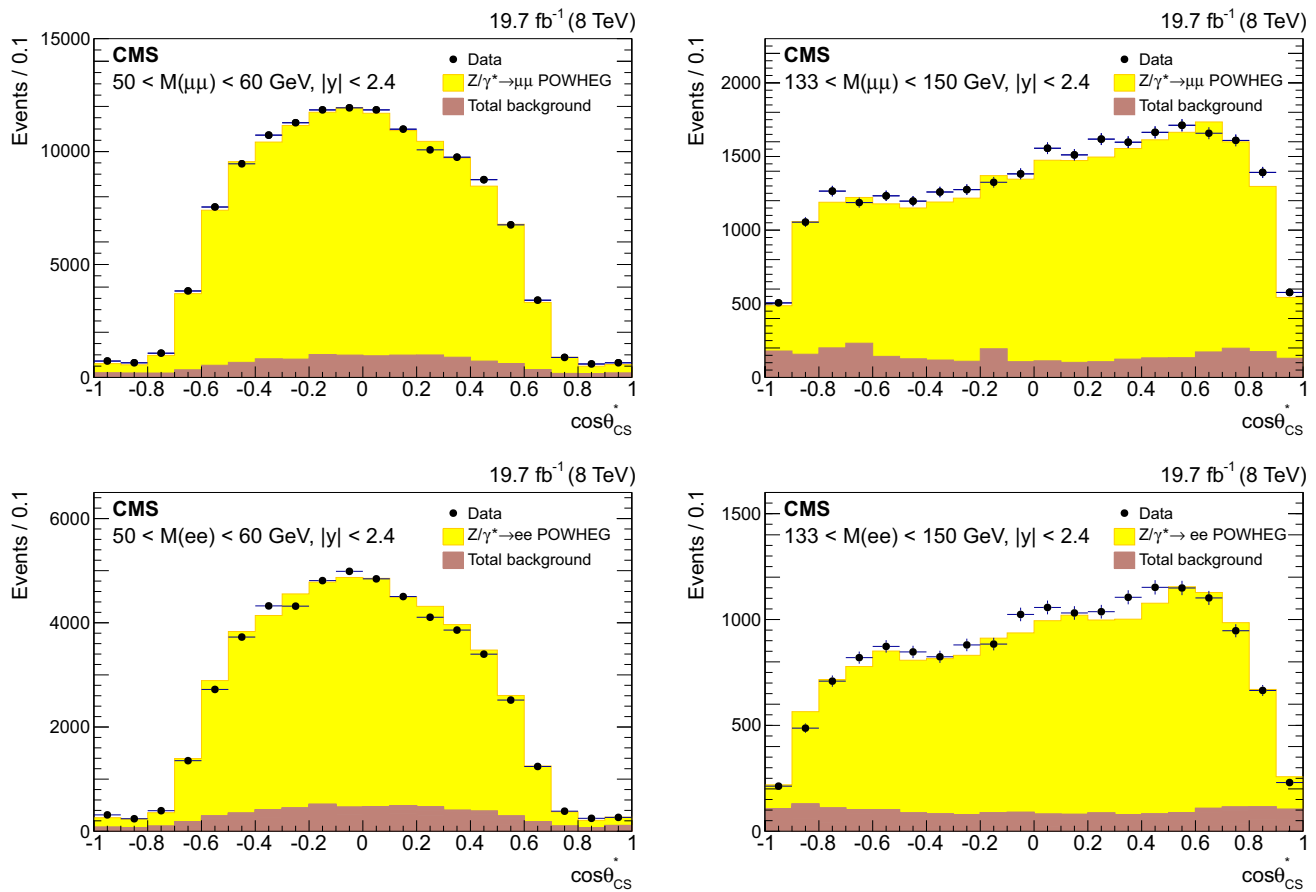 19.7 fb⁻¹ (8 TeV)
CMS
50 < M(μμ) < 60 GeV, |y| < 2.4
Data
Z/γ*→μμ POWHEG
Total background
Events / 0.1
15000
10000
5000
0
-1 -0.8 -0.6 -0.4 -0.2 0 0.2 0.4 0.6 0.8 1
cosθ*CS
19.7 fb⁻¹ (8 TeV)
CMS
133 < M(μμ) < 150 GeV, |y| < 2.4
Data
Z/γ*→μμ POWHEG
Total background
Events / 0.1
2000
1500
1000
500
0
-1 -0.8 -0.6 -0.4 -0.2 0 0.2 0.4 0.6 0.8 1
cosθ*CS
19.7 fb⁻¹ (8 TeV)
CMS
50 < M(ee) < 60 GeV, |y| < 2.4
Data
Z/γ*→ee POWHEG
Total background
Events / 0.1
6000
4000
2000
0
-1 -0.8 -0.6 -0.4 -0.2 0 0.2 0.4 0.6 0.8 1
cosθ*CS
19.7 fb⁻¹ (8 TeV)
CMS
133 < M(ee) < 150 GeV, |y| < 2.4
Data
Z/γ*→ ee POWHEG
Total background
Events / 0.1
1500
1000
500
0
-1 -0.8 -0.6 -0.4 -0.2 0 0.2 0.4 0.6 0.8 1
cosθ*CS